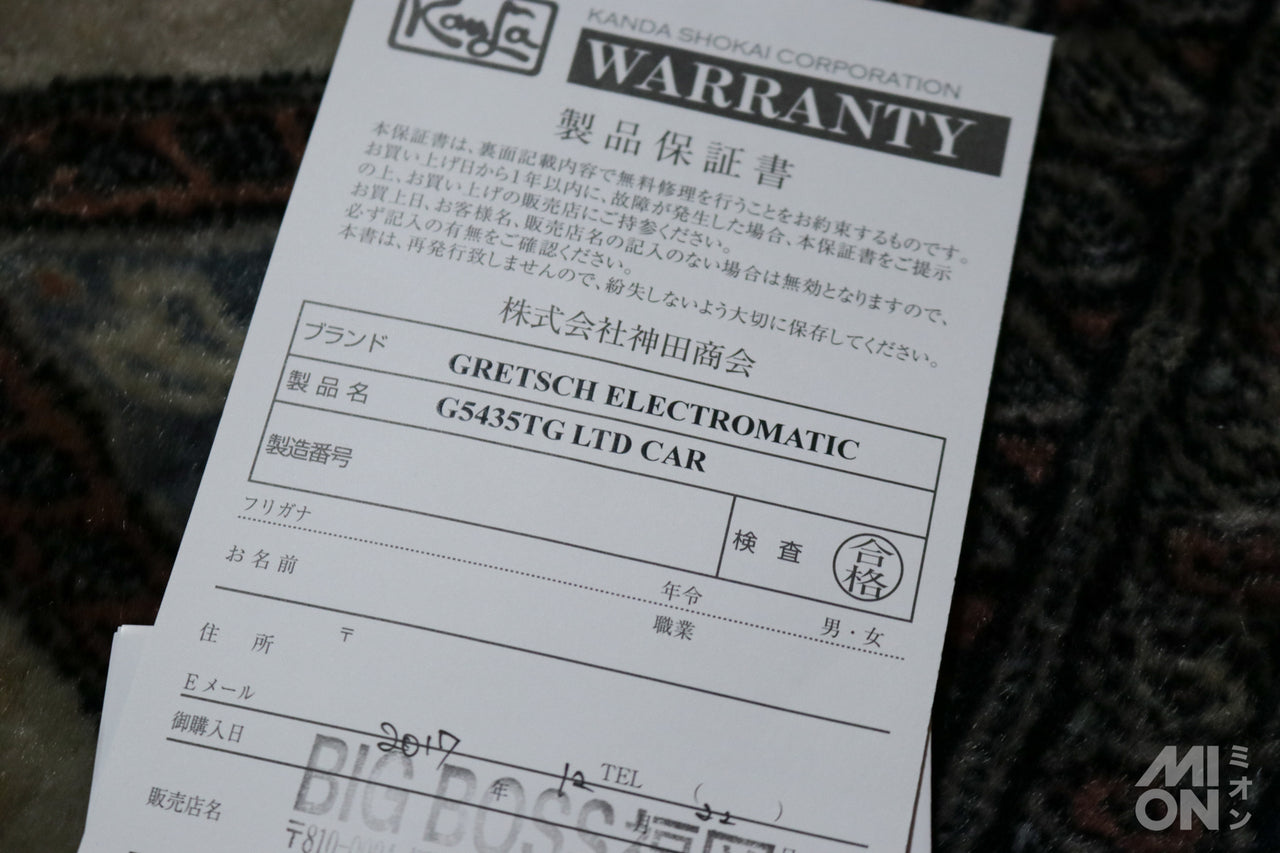 Kanda
KANDA SHOKAI CORPORATION
WARRANTY
製品保証書
本保証書は、裏面記載内容で無料修理を行うことをお約束するものです。
お買い上げ日から1年以内に、故障が発生した場合、本保証書をご提示
の上、お買い上げの販売店にご持参ください。
お買上日、お客様名、販売店名の記入のない場合は無効となりますので、
必ず記入の有無をご確認ください。
本書は、再発行致しませんので、紛失しないよう大切に保存してください。
株式会社神田商会
ブランド GRETSCH ELECTROMATIC
製品名 G5435TG LTD CAR
製造番号 検査 合格
フリガナ
お名前 年令 男・女
職業
住所 〒
Eメール
TEL ( )
御購入日 2017 年 12 月 22
販売店名 BIG BOSS 福岡
〒810-0021
MION ミオン